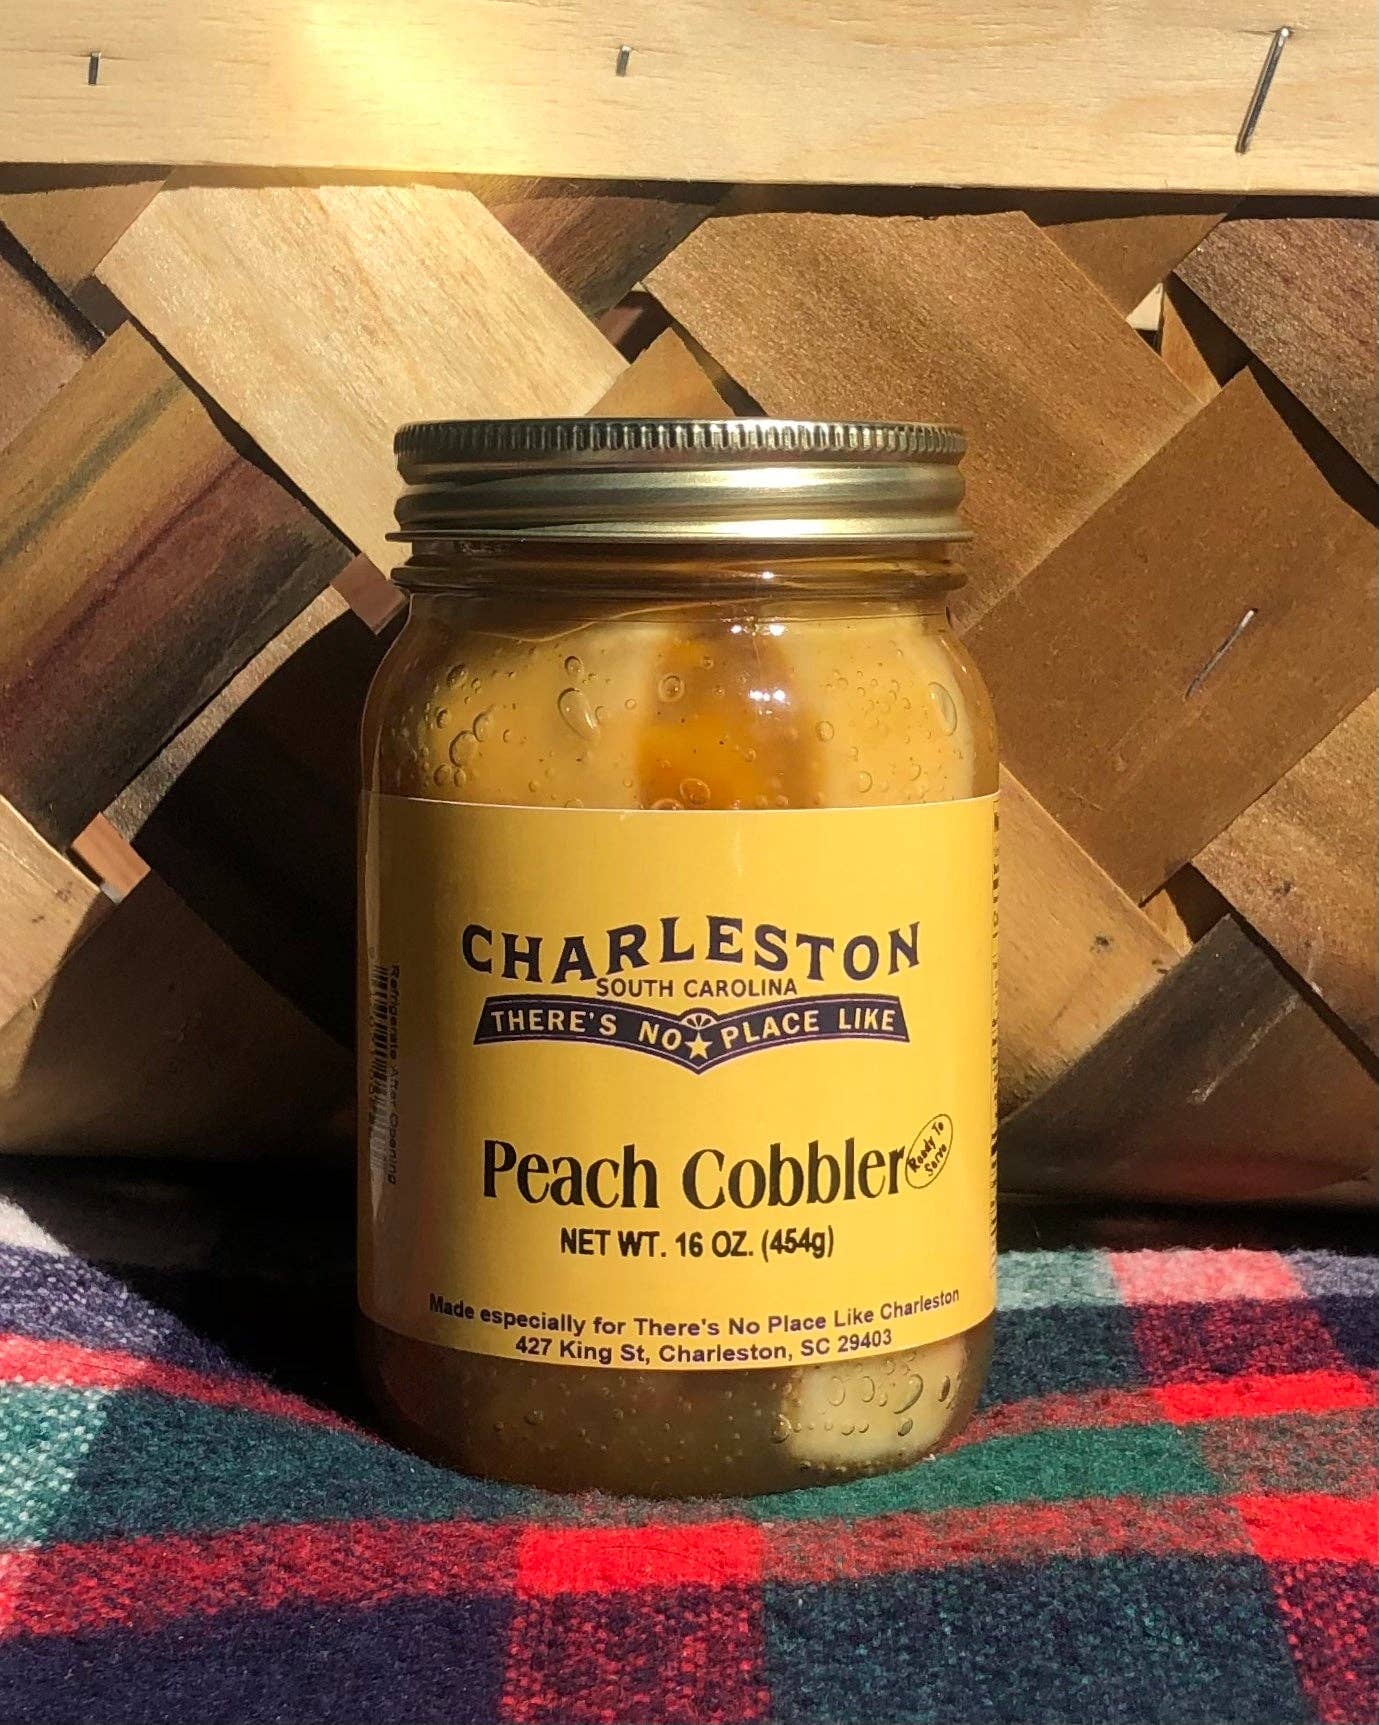 CHARLESTON
SOUTH CAROLINA
THERE'S NO PLACE LIKE
Peach Cobbler
Ready To
Serve
NET WT. 16 OZ. (454g)
Made especially for There's No Place Like Charleston
427 King St, Charleston, SC 29403
Refrigerate After Opening